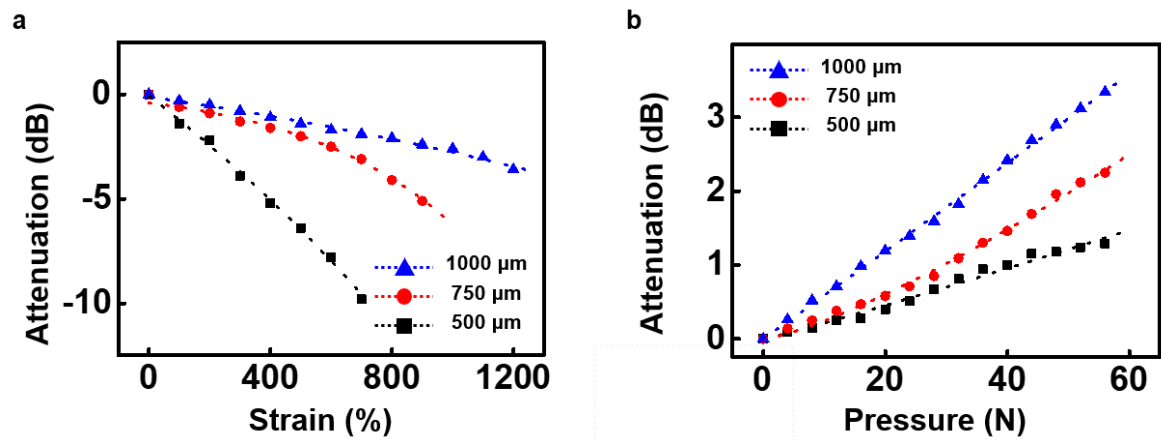 a
Attenuation (dB)
0
-5
-10
1000 µm
750 µm
500 µm
0 400 800 1200
Strain (%)
b
Attenuation (dB)
3
2
1
0
1000 µm
750 µm
500 µm
0 20 40 60
Pressure (N)